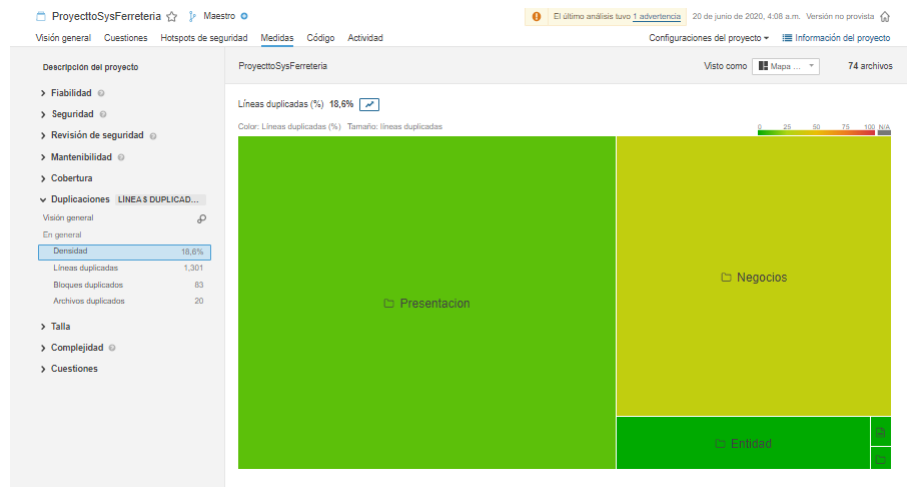 ProyecttoSysFerreteria Maestro
El último análisis tuvo 1 advertencia 20 de junio de 2020, 4:08 a.m. Versión no provista
Visión general Cuestiones Hotspots de seguridad Medidas Código Actividad
Configuraciones del proyecto Información del proyecto
Descripción del proyecto
Fiabilidad
Seguridad
Revisión de seguridad
Mantenibilidad
Cobertura
Duplicaciones LÍNEAS DUPLICAD...
Visión general
En general
Densidad 18,6%
Líneas duplicadas 1,301
Bloques duplicados 83
Archivos duplicados 20
Talla
Complejidad
Cuestiones
ProyecttoSysFerreteria
Visto como Mapa ... 74 archivos
Líneas duplicadas (%) 18,6%
Color: Líneas duplicadas (%) Tamaño: líneas duplicadas
0 25 50 75 100 N/A
Presentacion
Negocios
Entidad